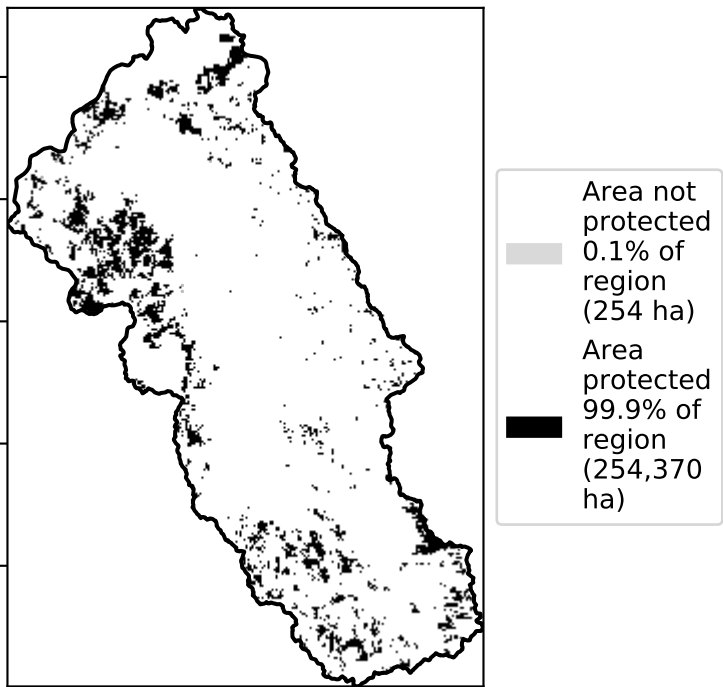 Area not
protected
0.1% of
region
(254 ha)
Area
protected
99.9% of
region
(254,370
ha)